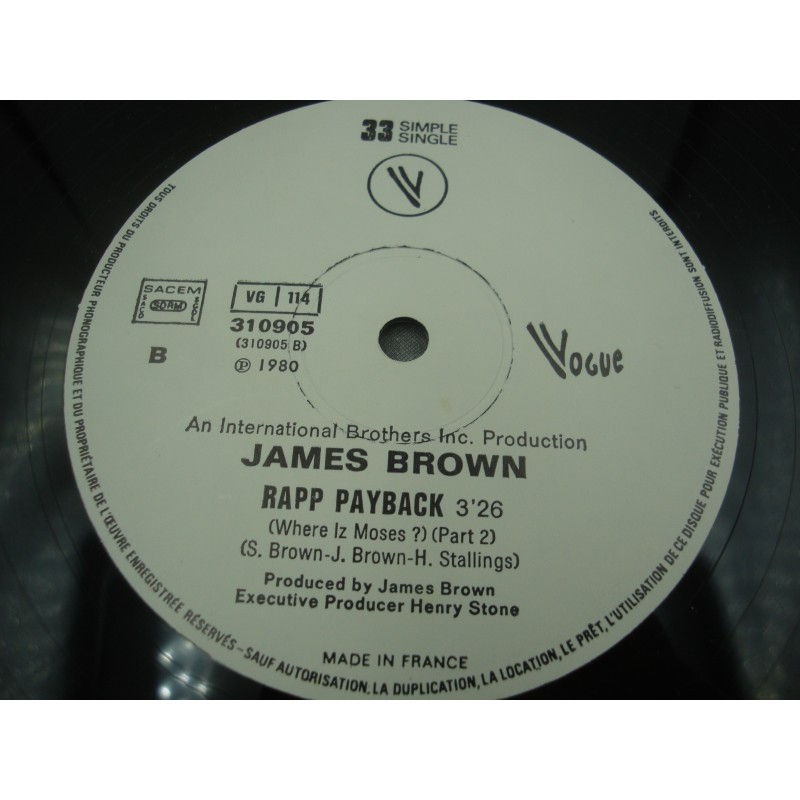 33 SIMPLE
SINGLE
V
SACEM
SACD SDRM SGDL
VG | 114
310905
(310905 B)
B
℗ 1980
VOGUE
An International Brothers Inc. Production
JAMES BROWN
RAPP PAYBACK 3'26
(Where Iz Moses ?) (Part 2)
(S. Brown-J. Brown-H. Stallings)
Produced by James Brown
Executive Producer Henry Stone
MADE IN FRANCE
TOUS DROITS DU PRODUCTEUR PHONOGRAPHIQUE ET DU PROPRIÉTAIRE DE L'ŒUVRE ENREGISTRÉE RÉSERVÉS - SAUF AUTORISATION, LA DUPLICATION, LA LOCATION, LE PRÊT, L'UTILISATION DE CE DISQUE POUR EXÉCUTION PUBLIQUE ET RADIODIFFUSION SONT INTERDITS